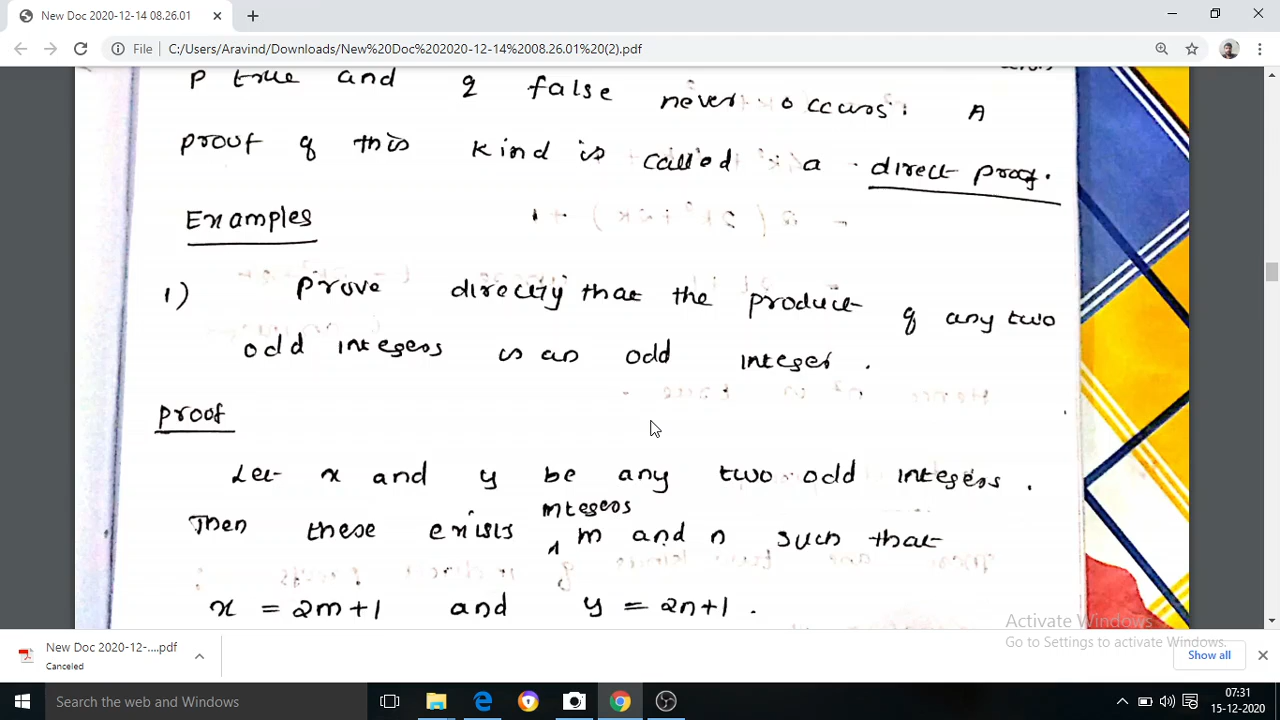 New Doc 2020-12-14 08.26.01
File C:/Users/Aravind/Downloads/New%20Doc%202020-12-14%2008.26.01%20(2).pdf
P true and q false never occurs. A
proof of this kind is called a direct proof.
Examples
1) Prove directly that the product of any two
odd integers is an odd integer.
Proof
Let x and y be any two odd integers.
integers
Then there exists ʌ m and n such that
x = 2m+1 and y = 2n+1.
Activate Windows
Go to Settings to activate Windows.
New Doc 2020-12-....pdf
Canceled
Show all
Search the web and Windows
07:31
15-12-2020